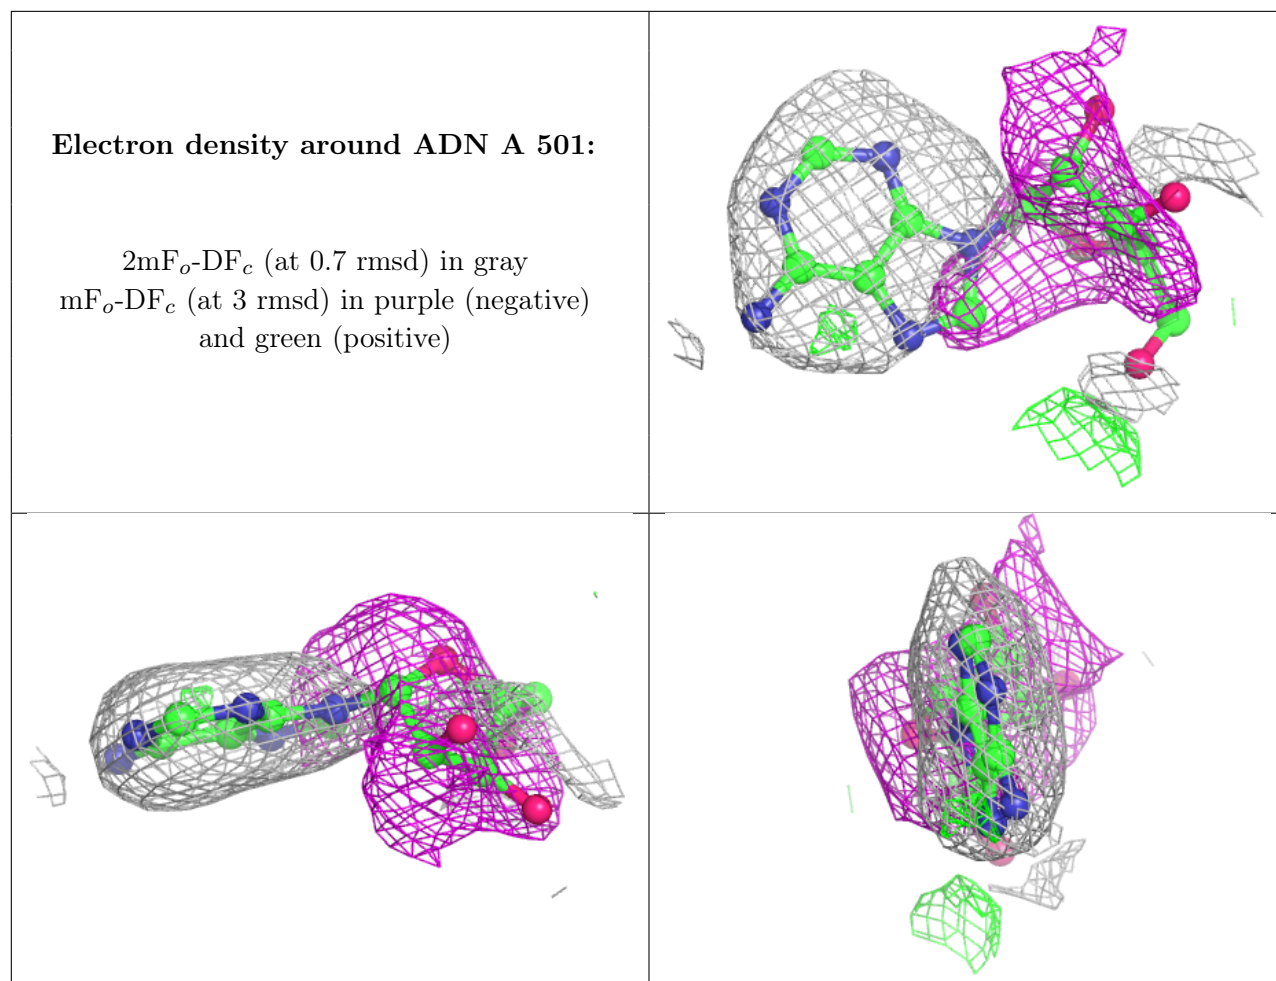 Electron density around ADN A 501:
2mFₒ-DF𝒸 (at 0.7 rmsd) in gray
mFₒ-DF𝒸 (at 3 rmsd) in purple (negative)
and green (positive)